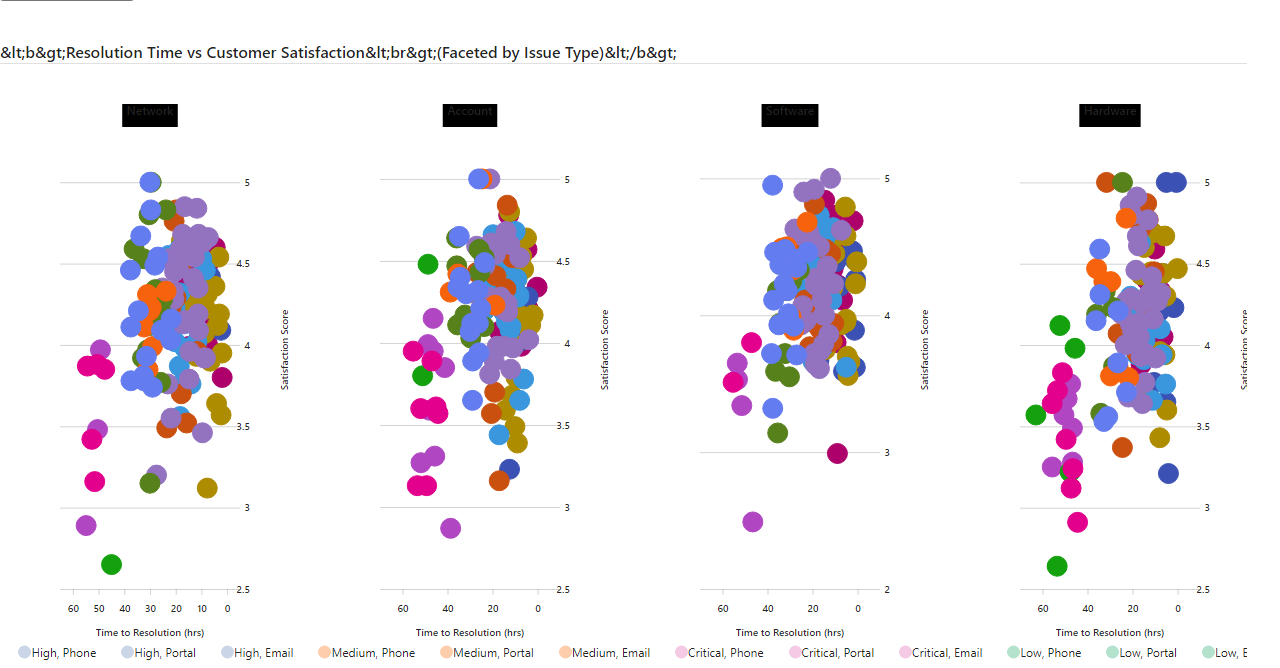 &lt;b&gt;Resolution Time vs Customer Satisfaction&lt;br&gt;(Faceted by Issue Type)&lt;/b&gt;
Network Account Software Hardware
5 5 5 5
4.5 4.5 4.5
4 4 4 4
3.5 3.5 3.5
3 3 3 3
2.5 2.5 2 2.5
Satisfaction Score
Satisfaction Score
Satisfaction Score
Satisfaction Score
60 50 40 30 20 10 0 60 40 20 0 60 40 20 0 60 40 20 0
Time to Resolution (hrs) Time to Resolution (hrs) Time to Resolution (hrs) Time to Resolution (hrs)
High, Phone High, Portal High, Email Medium, Phone Medium, Portal Medium, Email Critical, Phone Critical, Portal Critical, Email Low, Phone Low, Portal Low, E